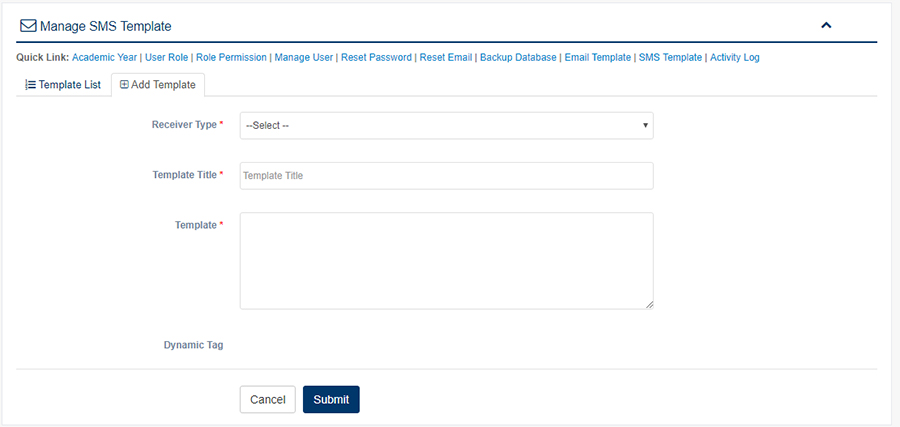 Manage SMS Template
Quick Link: Academic Year | User Role | Role Permission | Manage User | Reset Password | Reset Email | Backup Database | Email Template | SMS Template | Activity Log
Template List Add Template
Receiver Type * --Select --
Template Title * Template Title
Template *
Dynamic Tag
Cancel Submit